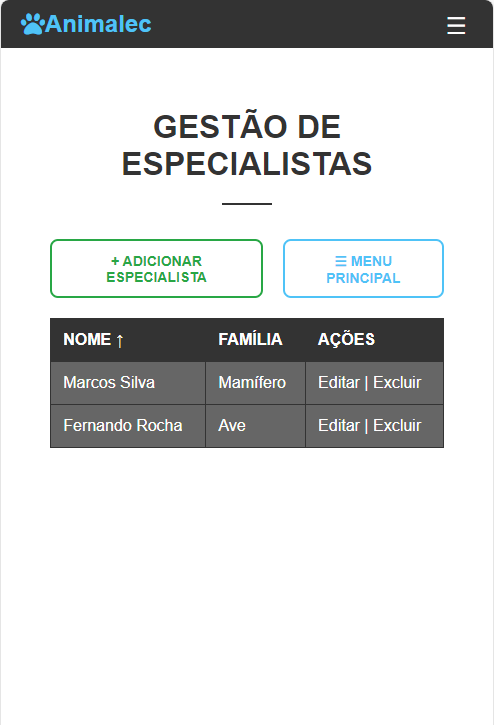 Animalec
☰
GESTÃO DE
ESPECIALISTAS
+ ADICIONAR
ESPECIALISTA
☰ MENU
PRINCIPAL
NOME ↑ FAMÍLIA AÇÕES
Marcos Silva Mamífero Editar | Excluir
Fernando Rocha Ave Editar | Excluir